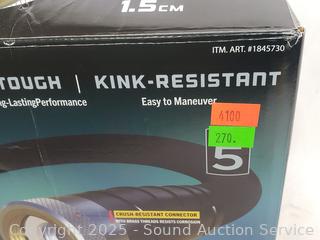 1.5CM
ITM. ART. #1845730
TOUGH | KINK-RESISTANT
g-LastingPerformance Easy to Maneuver
4100
270.
5
CRUSH-RESISTANT CONNECTOR
WITH BRASS THREADS RESISTS CORROSION
Copyright 2025 - Sound Auction Service